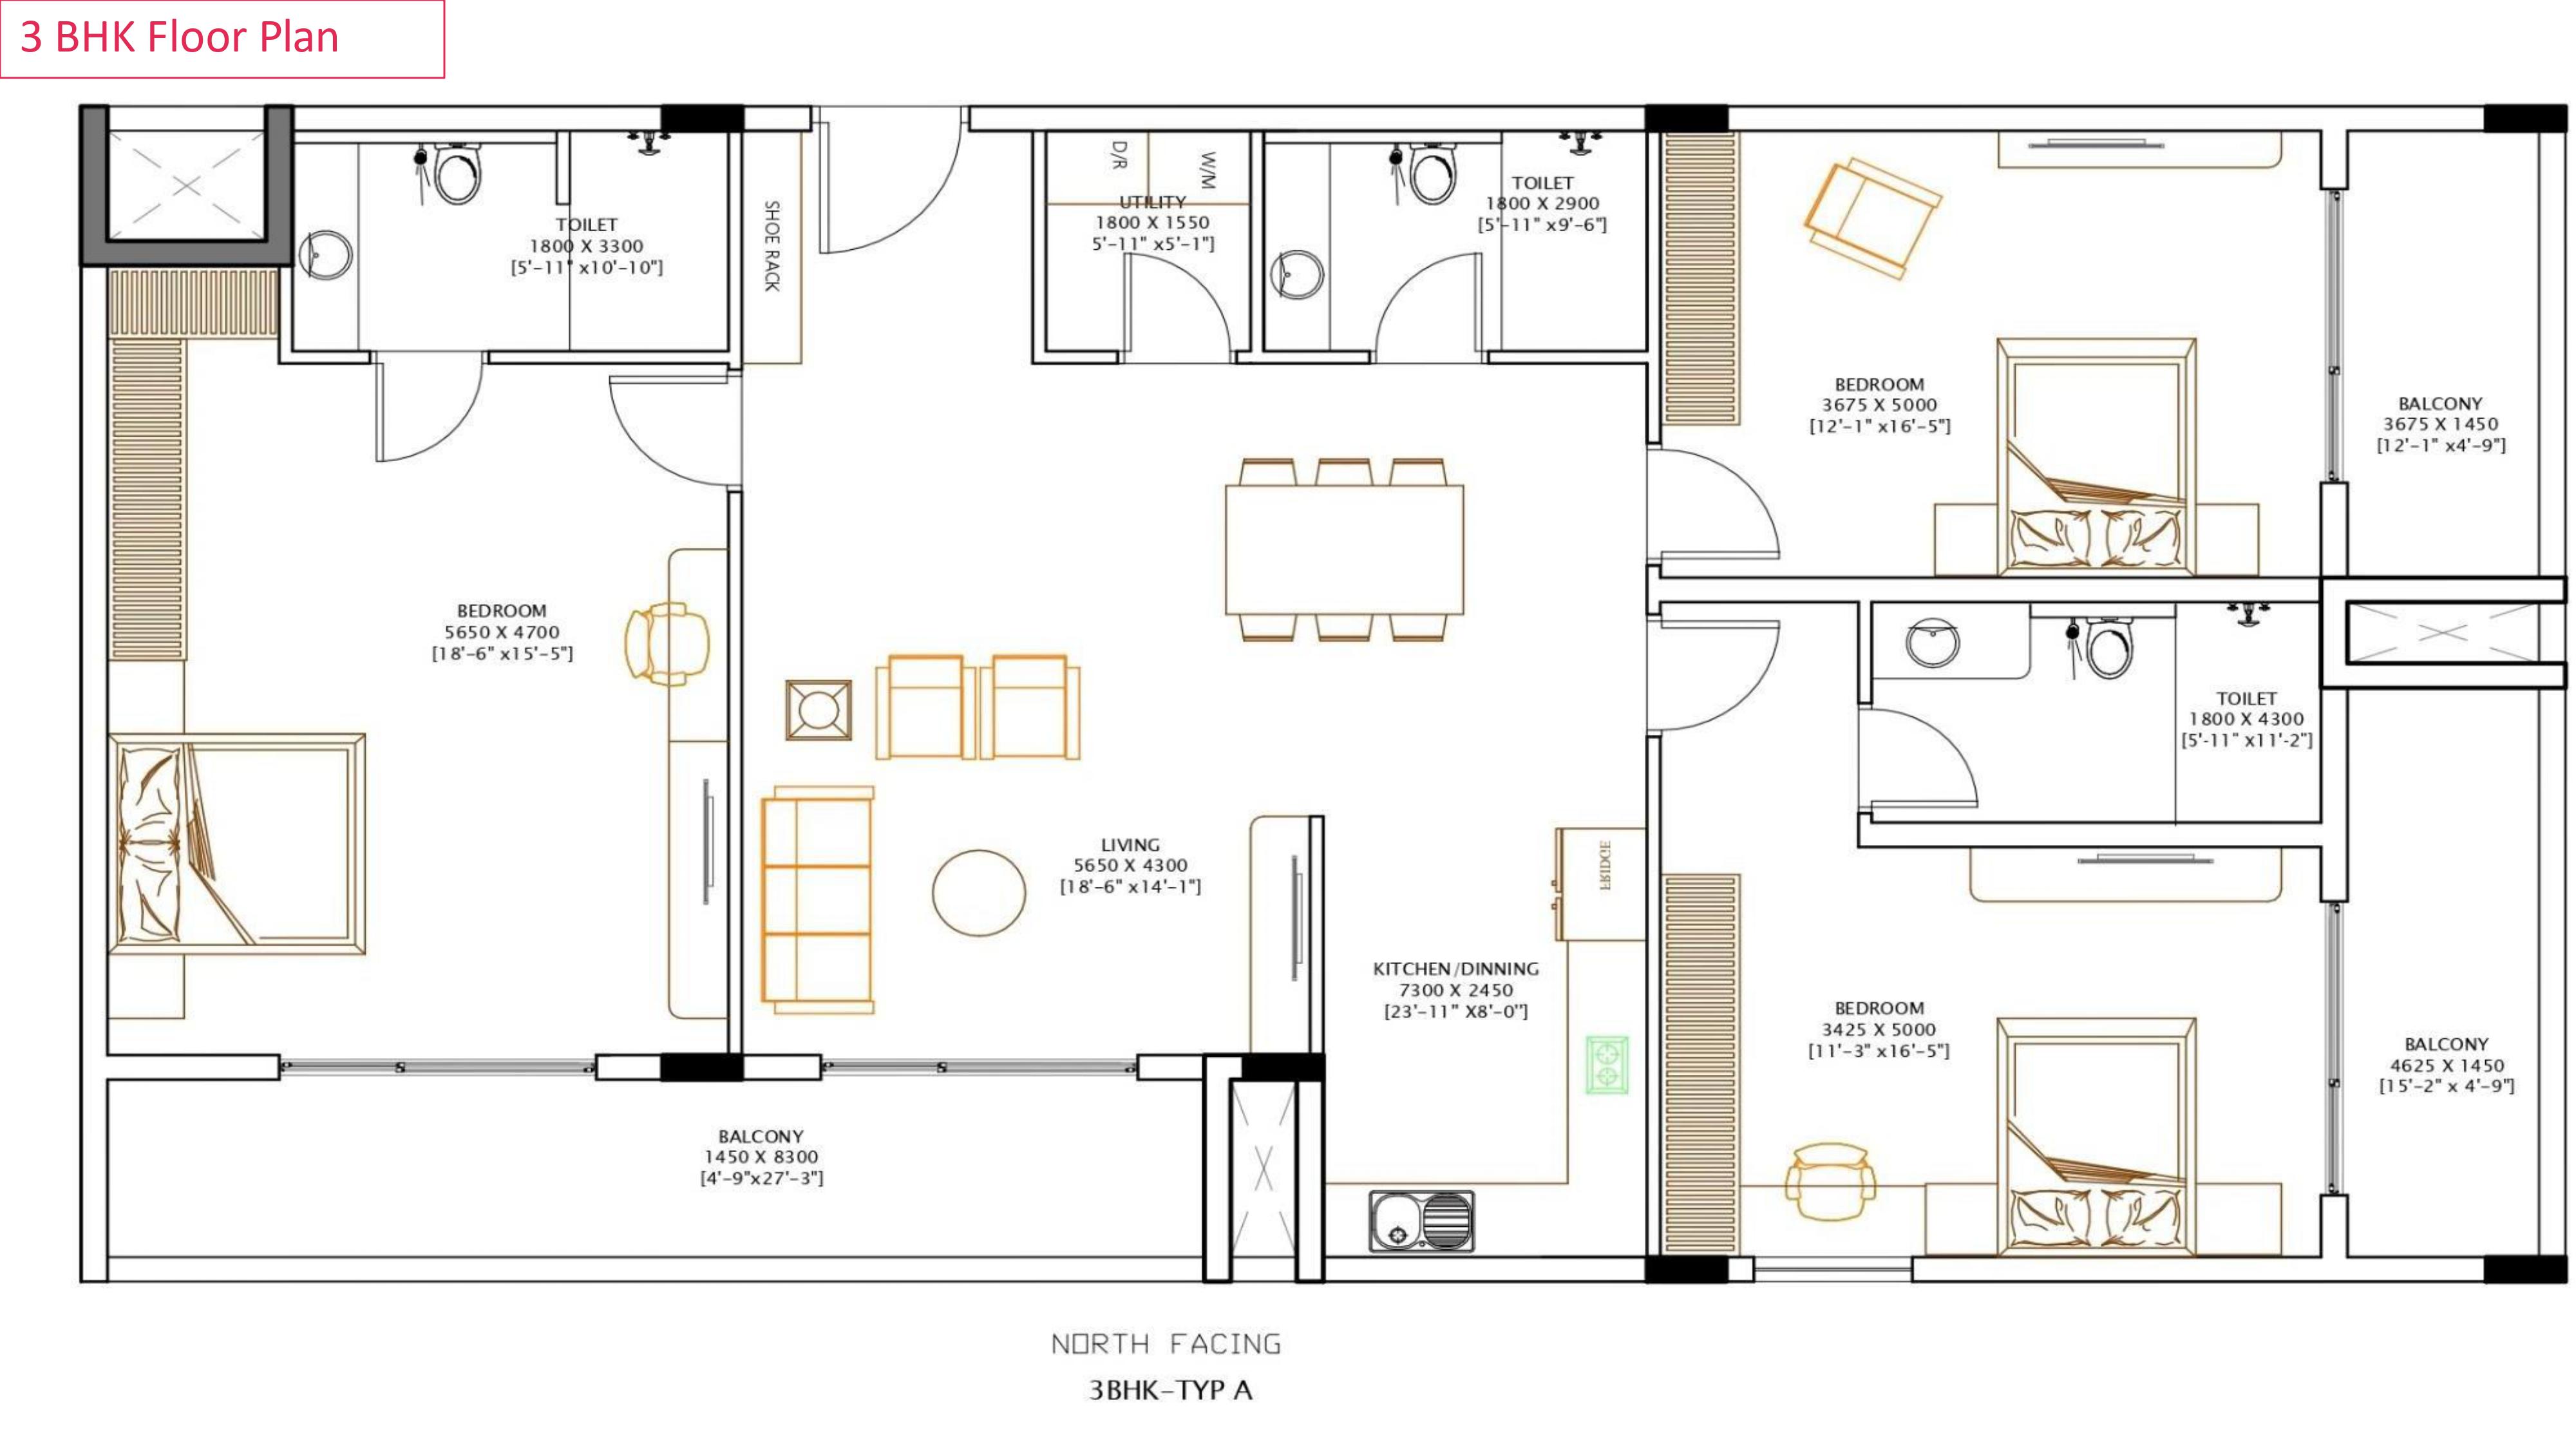 3 BHK Floor Plan
TOILET
1800 X 3300
[5'-11" x10'-10"]
SHOE RACK
D/R
W/M
UTILITY
1800 X 1550
5'-11" x5'-1"]
TOILET
1800 X 2900
[5'-11" x9'-6"]
BEDROOM
3675 X 5000
[12'-1" x16'-5"]
BALCONY
3675 X 1450
[12'-1" x4'-9"]
BEDROOM
5650 X 4700
[18'-6" x15'-5"]
TOILET
1800 X 4300
[5'-11" x11'-2"]
LIVING
5650 X 4300
[18'-6" x14'-1"]
FRIDGE
KITCHEN/DINNING
7300 X 2450
[23'-11" X8'-0"]
BEDROOM
3425 X 5000
[11'-3" x16'-5"]
BALCONY
4625 X 1450
[15'-2" x 4'-9"]
BALCONY
1450 X 8300
[4'-9"x27'-3"]
NORTH FACING
3BHK-TYP A